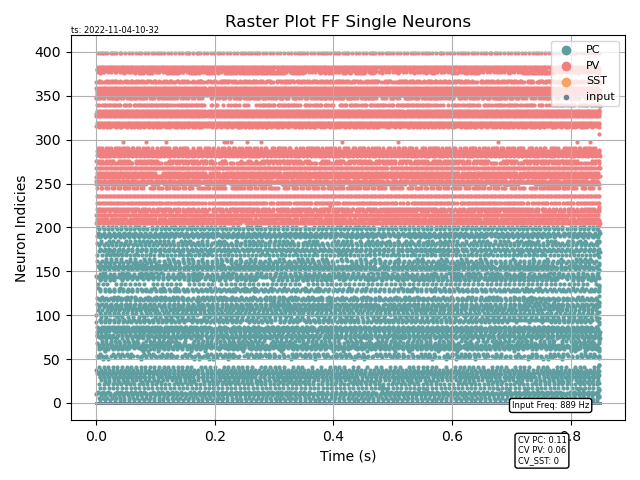 Raster Plot FF Single Neurons
ts: 2022-11-04-10-32
PC
PV
SST
input
400
350
300
250
200
150
100
50
0
Neuron Indicies
Input Freq: 889 Hz
0.0 0.2 0.4 0.6 0.8
Time (s)
CV PC: 0.11
CV PV: 0.06
CV_SST: 0